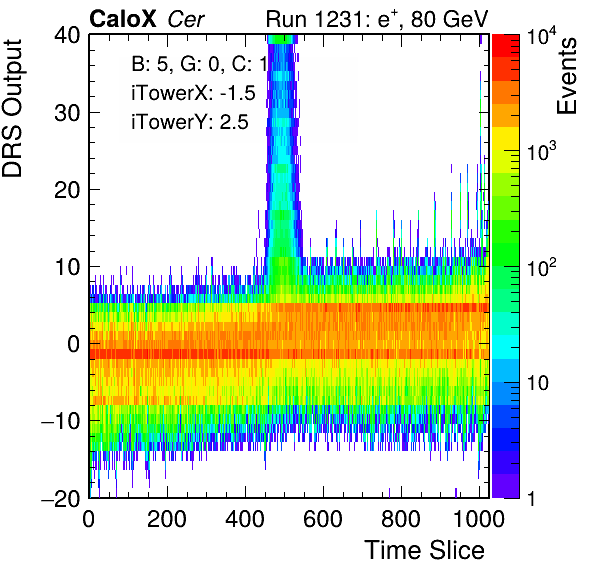 CaloX Cer Run 1231: e+, 80 GeV
B: 5, G: 0, C: 1
iTowerX: -1.5
iTowerY: 2.5
DRS Output
40
30
20
10
0
−10
−20
0 200 400 600 800 1000
Time Slice
Events
10^4
10^3
10^2
10
1